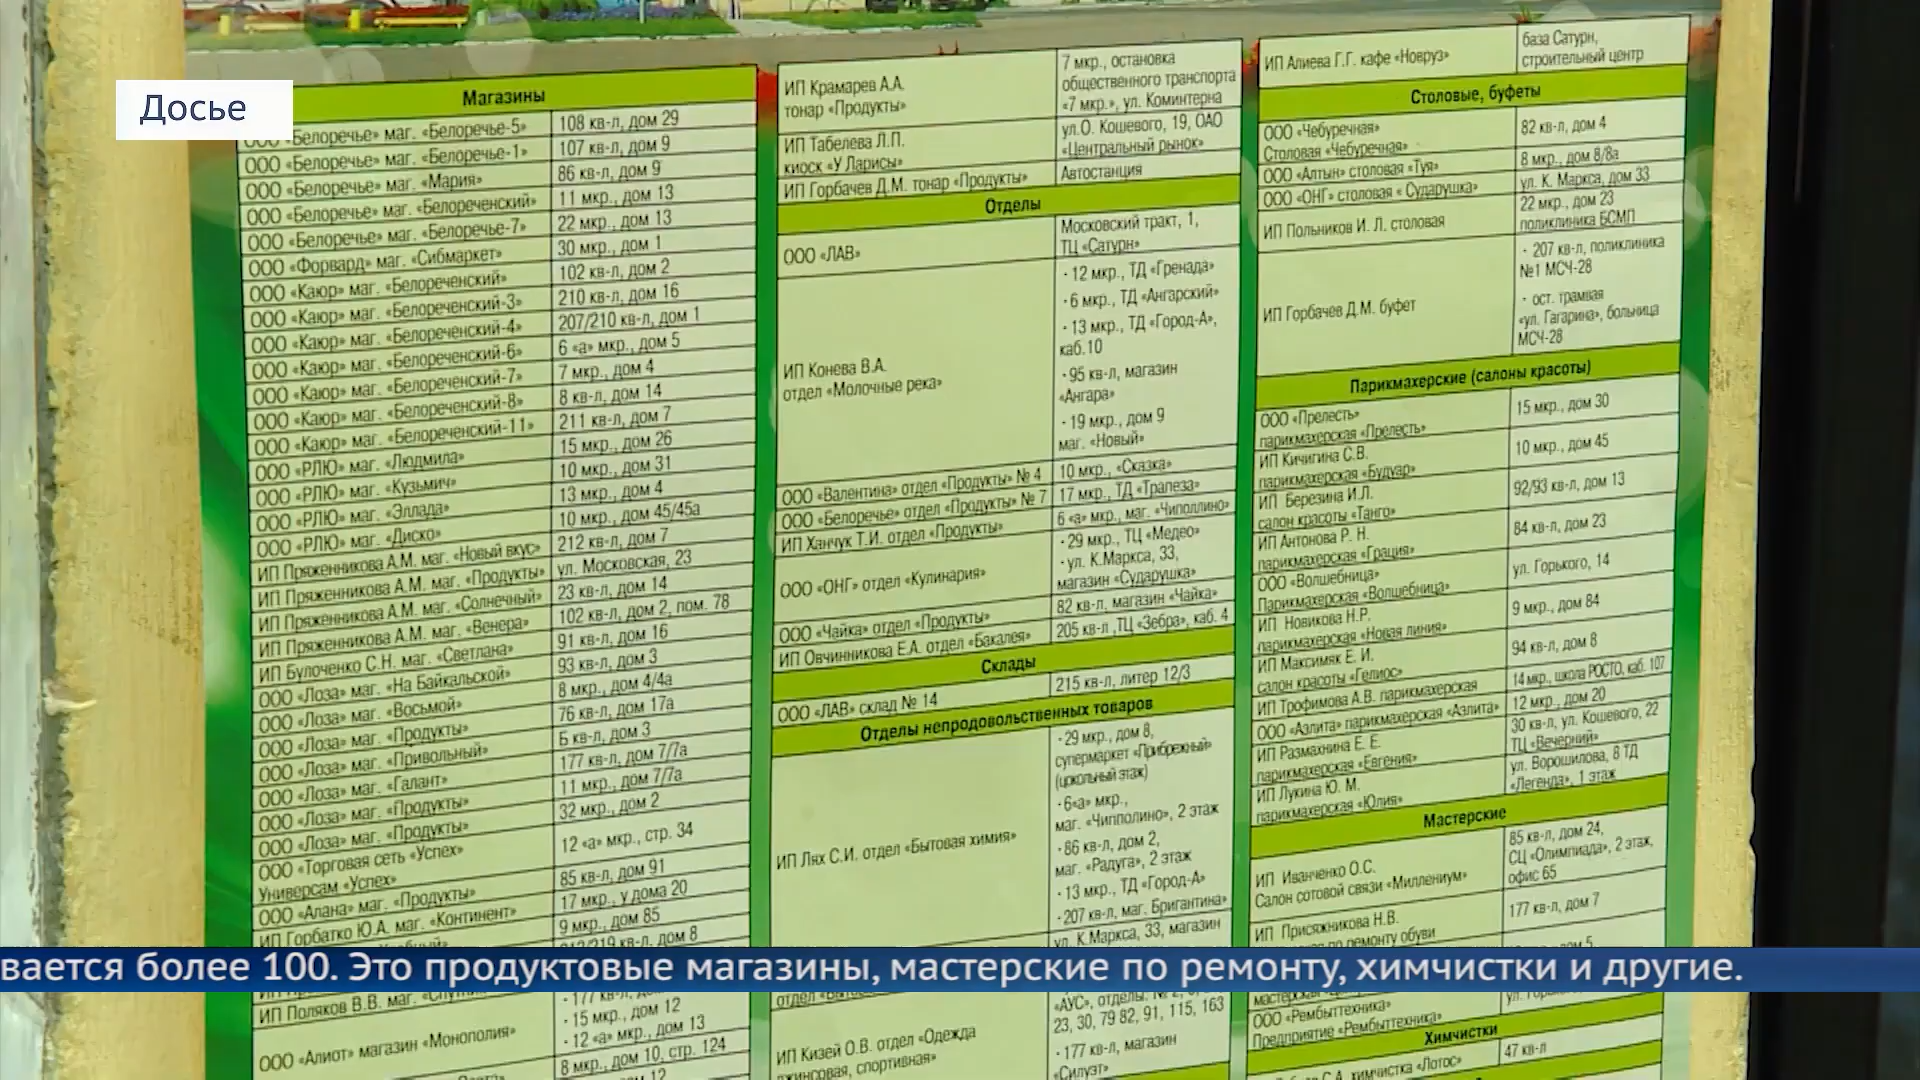 Досье
Магазины
ООО «Белоречье» маг. «Белоречье-5» 108 кв-л, дом 29
ООО «Белоречье» маг. «Белоречье-1» 107 кв-л, дом 9
ООО «Белоречье» маг. «Мария» 86 кв-л, дом 9
ООО «Белоречье» маг. «Белореченский» 11 мкр., дом 13
ООО «Белоречье» маг. «Белоречье-7» 22 мкр., дом 13
ООО «Форвард» маг. «Сибмаркет» 30 мкр., дом 1
ООО «Каюр» маг. «Белореченский» 102 кв-л, дом 2
ООО «Каюр» маг. «Белореченский-3» 210 кв-л, дом 16
ООО «Каюр» маг. «Белореченский-4» 207/210 кв-л, дом 1
ООО «Каюр» маг. «Белореченский-6» 6 «а» мкр., дом 5
ООО «Каюр» маг. «Белореченский-7» 7 мкр., дом 4
ООО «Каюр» маг. «Белореченский-8» 8 кв-л, дом 14
ООО «Каюр» маг. «Белореченский-11» 211 кв-л, дом 7
ООО «РЛЮ» маг. «Людмила» 15 мкр., дом 26
ООО «РЛЮ» маг. «Кузьмич» 10 мкр., дом 31
ООО «РЛЮ» маг. «Эллада» 13 мкр., дом 4
ООО «РЛЮ» маг. «Диско» 10 мкр., дом 45/45а
ИП Пряженникова А.М. маг. «Новый вкус» 212 кв-л, дом 7
ИП Пряженникова А.М. маг. «Продукты» ул. Московская, 23
ИП Пряженникова А.М. маг. «Солнечный» 23 кв-л, дом 14
ИП Пряженникова А.М. маг. «Венера» 102 кв-л, дом 2, пом. 78
ИП Булоченко С.Н. маг. «Светлана» 91 кв-л, дом 16
ООО «Лоза» маг. «На Байкальской» 93 кв-л, дом 3
ООО «Лоза» маг. «Восьмой» 8 мкр., дом 4/4а
ООО «Лоза» маг. «Продукты» 76 кв-л, дом 17а
ООО «Лоза» маг. «Привольный» Б кв-л, дом 3
ООО «Лоза» маг. «Галант» 177 кв-л, дом 7/7а
ООО «Лоза» маг. «Продукты» 11 мкр., дом 7/7а
ООО «Лоза» маг. «Продукты» 32 мкр., дом 2
ООО «Торговая сеть «Успех»
Универсам «Успех» 12 «а» мкр., стр. 34
ООО «Алана» маг. «Продукты» 85 кв-л, дом 91
ИП Горбатко Ю.А. маг. «Континент» 17 мкр., у дома 20
9 мкр., дом 85
кв-л, дом 8
ИП Поляков В.В. маг.
- 177 кв-л,
- 15 мкр., дом 12
ООО «Алиот» магазин «Монополия» - 12 «а» мкр., дом 13
8 мкр., дом 10, стр. 124
дом 12
ИП Крамарев А.А.
тонар «Продукты»
7 мкр., остановка
общественного транспорта
«7 мкр.», ул. Коминтерна
ИП Табелева Л.П.
киоск «У Ларисы»
ул.О. Кошевого, 19, ОАО
«Центральный рынок»
ИП Горбачев Д.М. тонар «Продукты» Автостанция
Отделы
ООО «ЛАВ»
Московский тракт, 1,
ТЦ «Сатурн»
ИП Конева В.А.
отдел «Молочные река»
- 12 мкр., ТД «Гренада»
- 6 мкр., ТД «Ангарский»
- 13 мкр., ТД «Город-А»,
каб.10
- 95 кв-л, магазин
«Ангара»
- 19 мкр., дом 9
маг. «Новый»
ООО «Валентина» отдел «Продукты» № 4 10 мкр., «Сказка»
ООО «Белоречье» отдел «Продукты» № 7 17 мкр., ТД «Трапеза»
ИП Ханчук Т.И. отдел «Продукты» 6 «а» мкр., маг. «Чиполлино»
ООО «ОНГ» отдел «Кулинария»
- 29 мкр., ТЦ «Медео»
- ул. К.Маркса, 33,
магазин «Сударушка»
ООО «Чайка» отдел «Продукты» 82 кв-л, магазин «Чайка»
ИП Овчинникова Е.А. отдел «Бакалея» 205 кв-л ,ТЦ «Зебра», каб. 4
Склады
ООО «ЛАВ» склад № 14 215 кв-л, литер 12/3
Отделы непродовольственных товаров
ИП Лях С.И. отдел «Бытовая химия»
- 29 мкр., дом 8,
супермаркет «Прибрежный»
(цокольный этаж)
- 6«а» мкр.,
маг. «Чипполино», 2 этаж
- 86 кв-л, дом 2,
маг. «Радуга», 2 этаж
- 13 мкр., ТД «Город-А»
- 207 кв-л, маг. Бригантина»
ул. К.Маркса, 33, магазин
«АУС», отделы:
23, 30, 79 82, 91, 115, 163
ИП Кизей О.В. отдел «Одежда
джинсовая, спортивная»
- 177 кв-л, магазин
«Силуэт»
ИП Алиева Г.Г. кафе «Новруз»
база Сатурн,
строительный центр
Столовые, буфеты
ООО «Чебуречная»
Столовая «Чебуречная» 82 кв-л, дом 4
ООО «Алтын» столовая «Туя» 8 мкр., дом 8/8а
ООО «ОНГ» столовая « Сударушка» ул. К. Маркса, дом 33
ИП Польников И. Л. столовая
22 мкр., дом 23
поликлиника БСМП
ИП Горбачев Д.М. буфет
- 207 кв-л, поликлиника
№1 МСЧ-28
- ост. трамвая
«ул. Гагарина», больница
МСЧ-28
Парикмахерские (салоны красоты)
ООО «Прелесть»
парикмахерская «Прелесть» 15 мкр., дом 30
ИП Кичигина С.В.
парикмахерская «Будуар» 10 мкр., дом 45
ИП Березина И.Л.
салон красоты «Танго» 92/93 кв-л, дом 13
ИП Антонова Р. Н.
парикмахерская «Грация» 84 кв-л, дом 23
ООО «Волшебница»
Парикмахерская «Волшебница» ул. Горького, 14
ИП Новикова Н.Р.
парикмахерская «Новая линия» 9 мкр., дом 84
ИП Максимяк Е. И.
салон красоты «Гелиос» 94 кв-л, дом 8
ИП Трофимова А.В. парикмахерская 14 мкр., школа РОСТО, каб. 107
ООО «Аэлита» парикмахерская «Аэлита» 12 мкр., дом 20
ИП Размахнина Е. Е.
парикмахерская «Евгения»
30 кв-л, ул. Кошевого, 22
ТЦ «Вечерний»
ИП Лукина Ю. М.
парикмахерская «Юлия»
ул. Ворошилова, 8 ТД
«Легенда», 1 этаж
Мастерские
ИП Иванченко О.С.
Салон сотовой связи «Миллениум»
85 кв-л, дом 24,
СЦ «Олимпиада», 2 этаж,
офис 65
ИП Присяжникова Н.В.
по ремонту обуви
177 кв-л, дом 7
дом 5
ООО «Рембыттехника»
Предприятие «Рембыттехника»
Химчистки
С.А. химчистка «Лотос» 47 кв-л
вается более 100. Это продуктовые магазины, мастерские по ремонту, химчистки и другие.